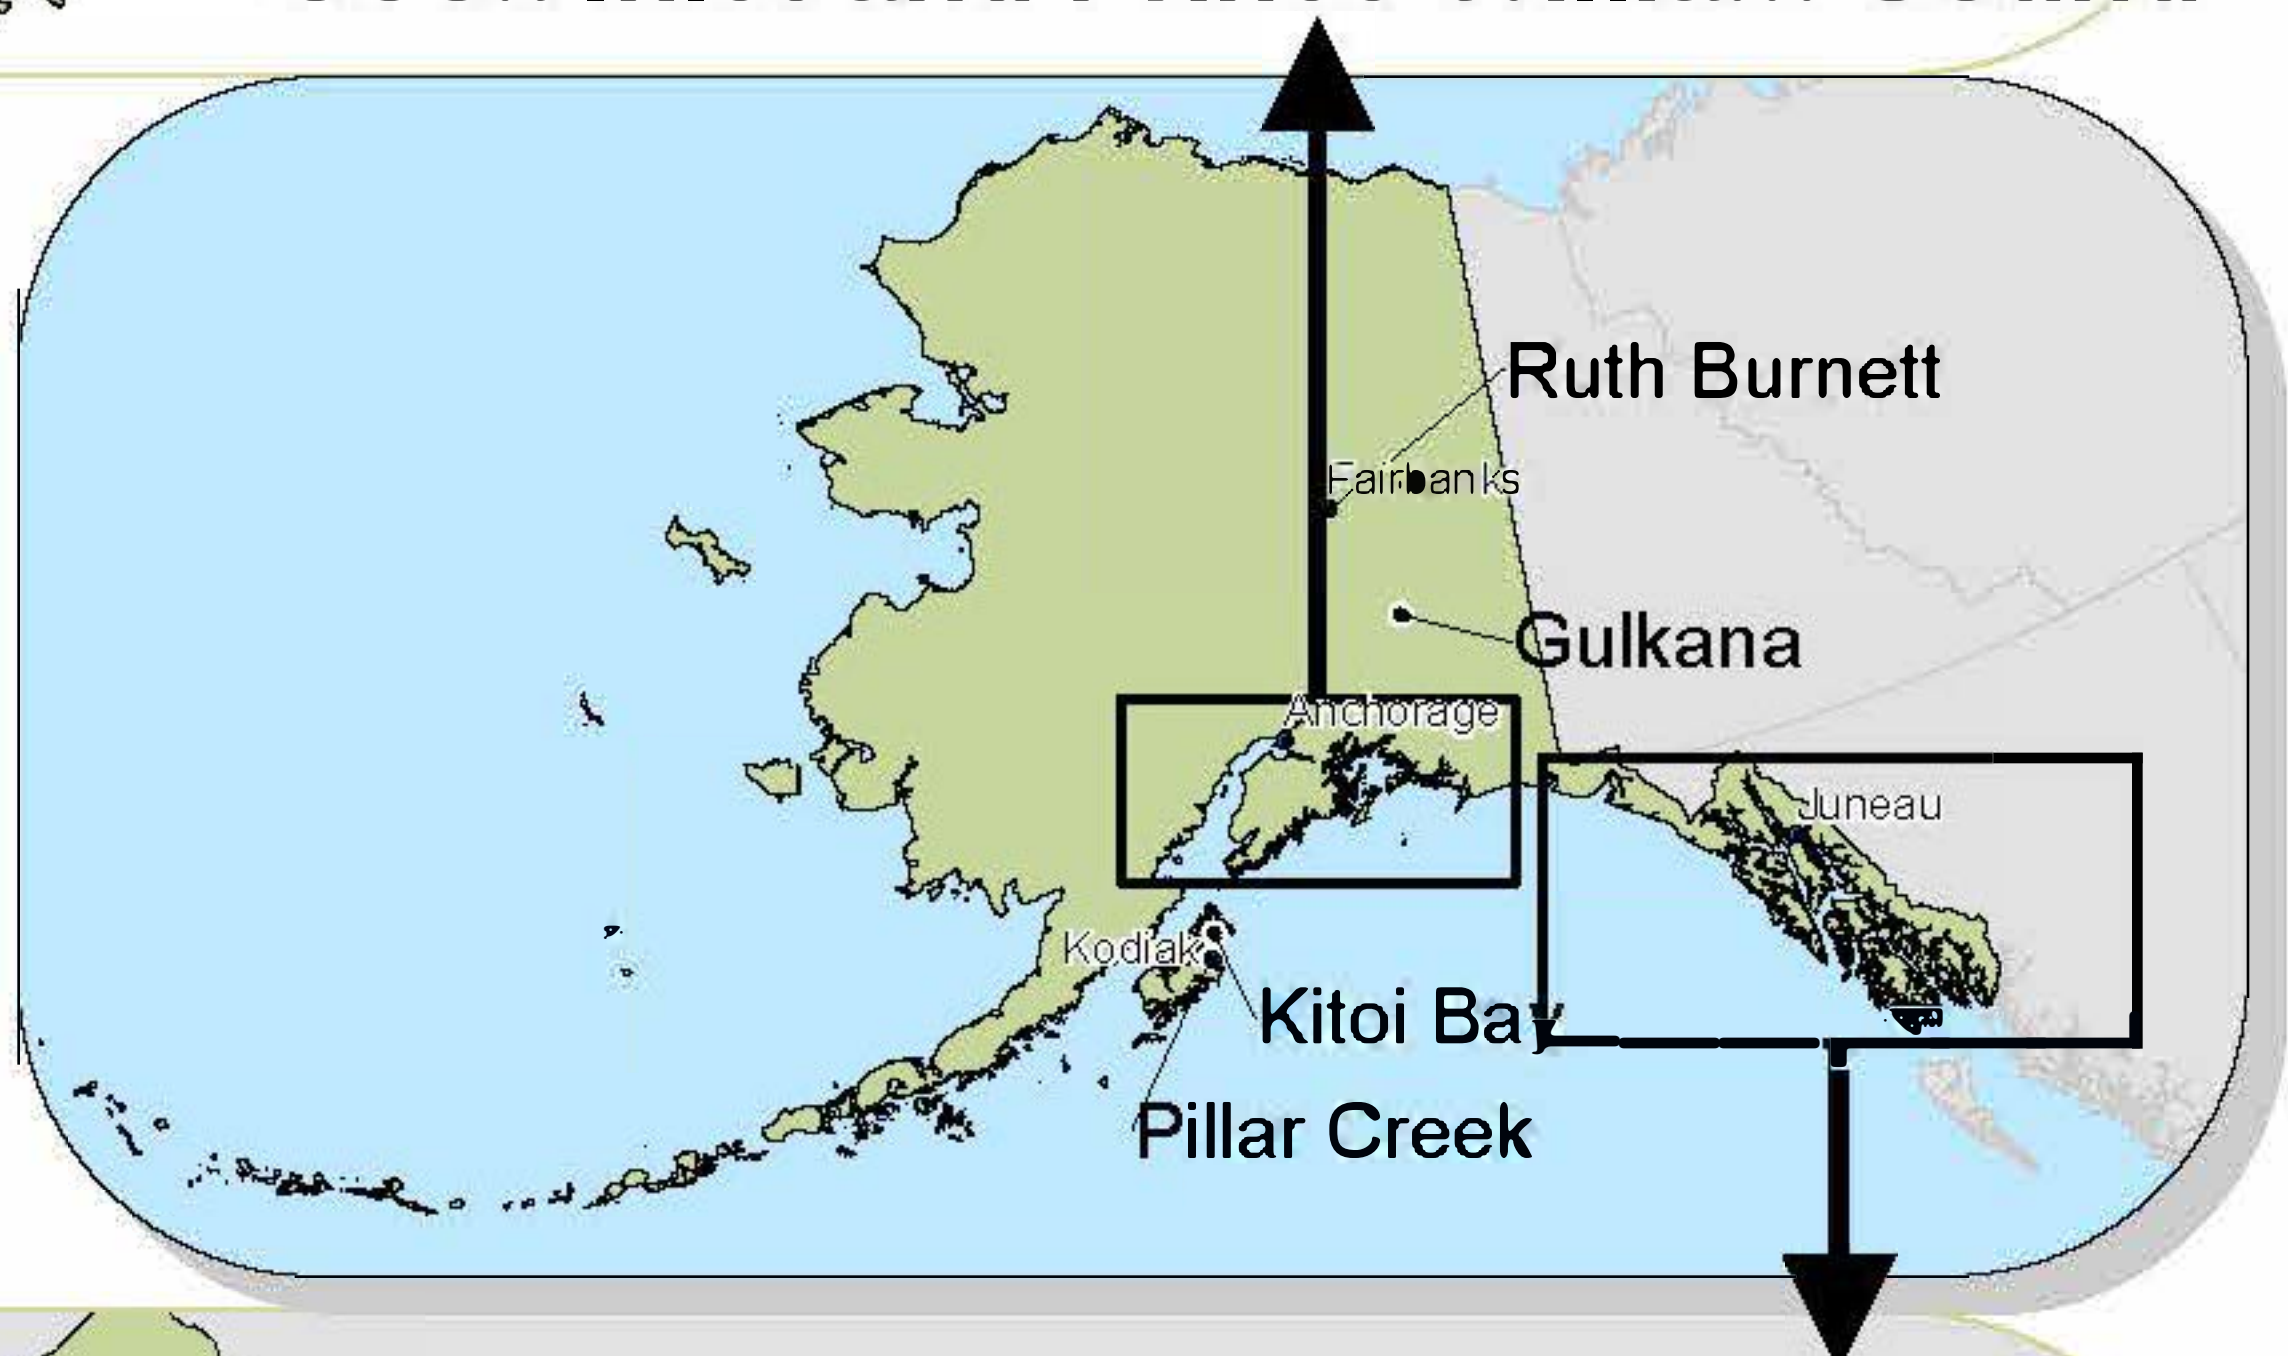 Ruth Burnett
Fairbanks
Gulkana
Anchorage
Juneau
Kodiak
Kitoi Bay
Pillar Creek